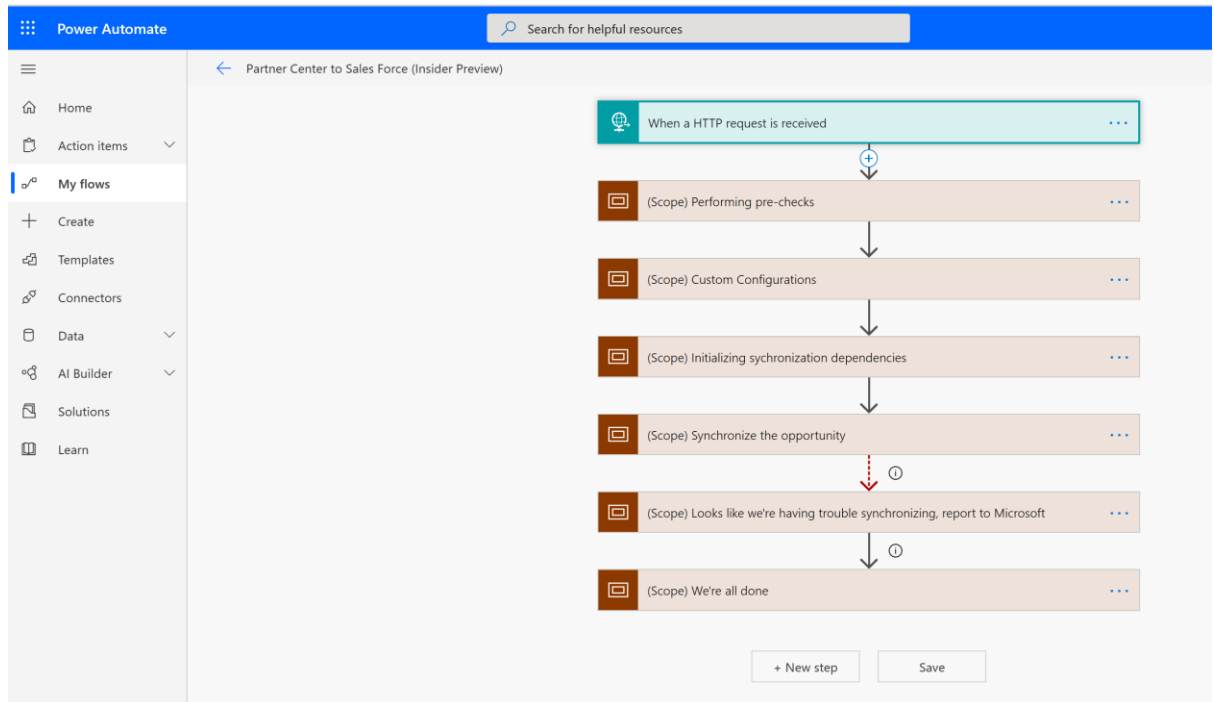 Power Automate
Search for helpful resources
Partner Center to Sales Force (Insider Preview)
Home
Action items
My flows
Create
Templates
Connectors
Data
AI Builder
Solutions
Learn
When a HTTP request is received
(Scope) Performing pre-checks
(Scope) Custom Configurations
(Scope) Initializing sychronization dependencies
(Scope) Synchronize the opportunity
(Scope) Looks like we're having trouble synchronizing, report to Microsoft
(Scope) We're all done
+ New step
Save